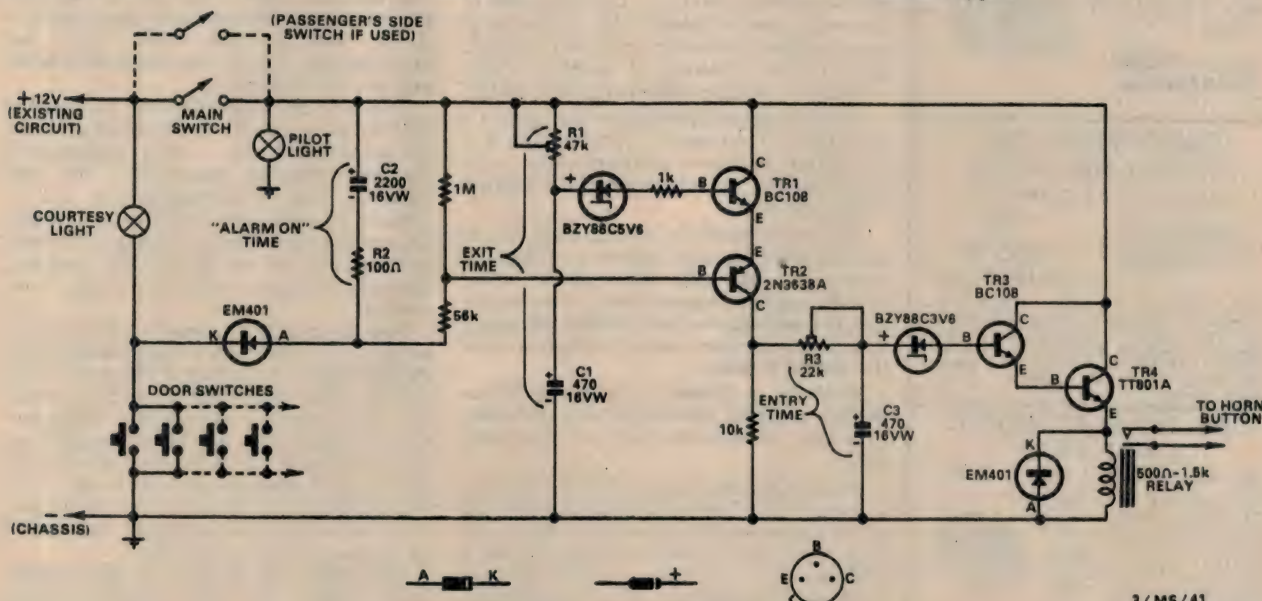 (PASSENGER'S SIDE
SWITCH IF USED)
+12V
(EXISTING
CIRCUIT)
MAIN
SWITCH
PILOT
LIGHT
COURTESY
LIGHT
"ALARM ON"
TIME
C2
2200
16VW
R2
100Ω
1M
56k
EXIT
TIME
R1
47k
+
BZY88C5V6
1k
B
C
TR1
BC108
E
E
B
TR2
2N3638A
C
EM401
K
A
DOOR SWITCHES
C1
470
16VW
10k
R3
22k
ENTRY
TIME
C3
470
16VW
+
BZY88C3V6
TR3
BC108
B
C
E
B
C
TR4
TT801A
E
TO HORN
BUTTON
K
EM401
A
500Ω-1.5k
RELAY
-
(CHASSIS)
A
K
+
B
E
C
3/MS/41